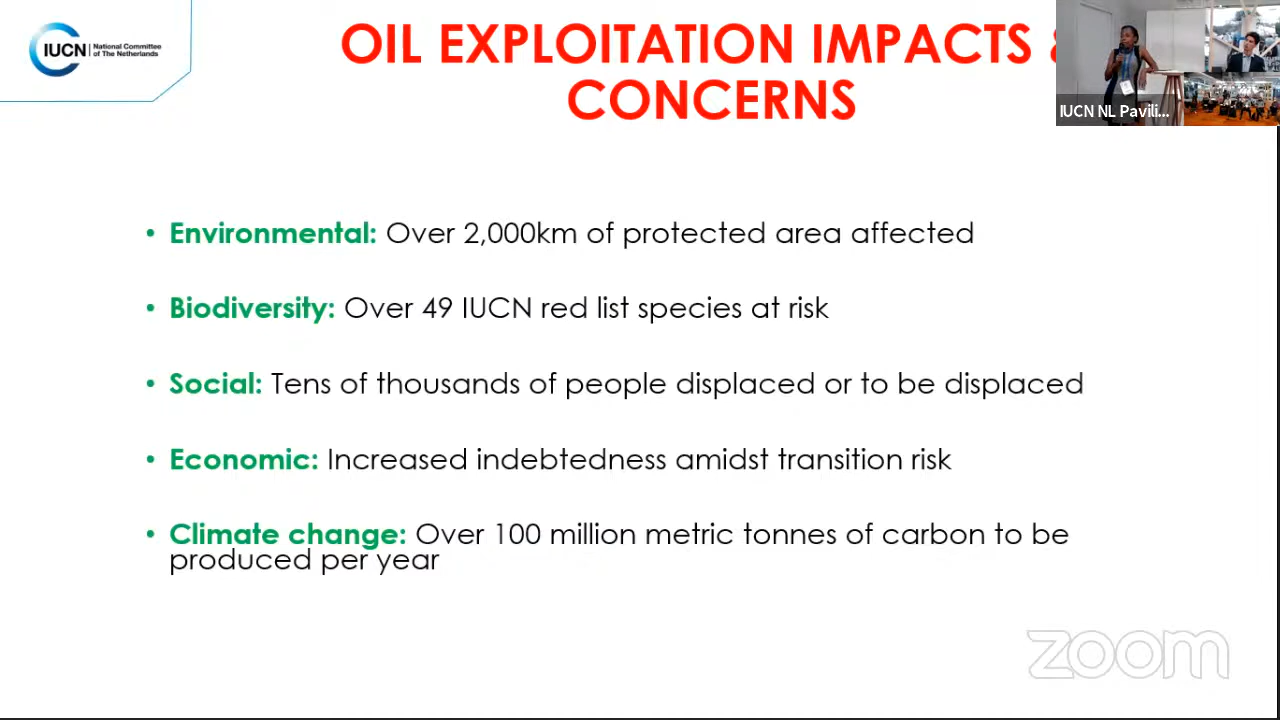 IUCN
National Committee
of The Netherlands
OIL EXPLOITATION IMPACTS &
CONCERNS
IUCN NL Pavili...
• Environmental: Over 2,000km of protected area affected
• Biodiversity: Over 49 IUCN red list species at risk
• Social: Tens of thousands of people displaced or to be displaced
• Economic: Increased indebtedness amidst transition risk
• Climate change: Over 100 million metric tonnes of carbon to be
produced per year
zoom